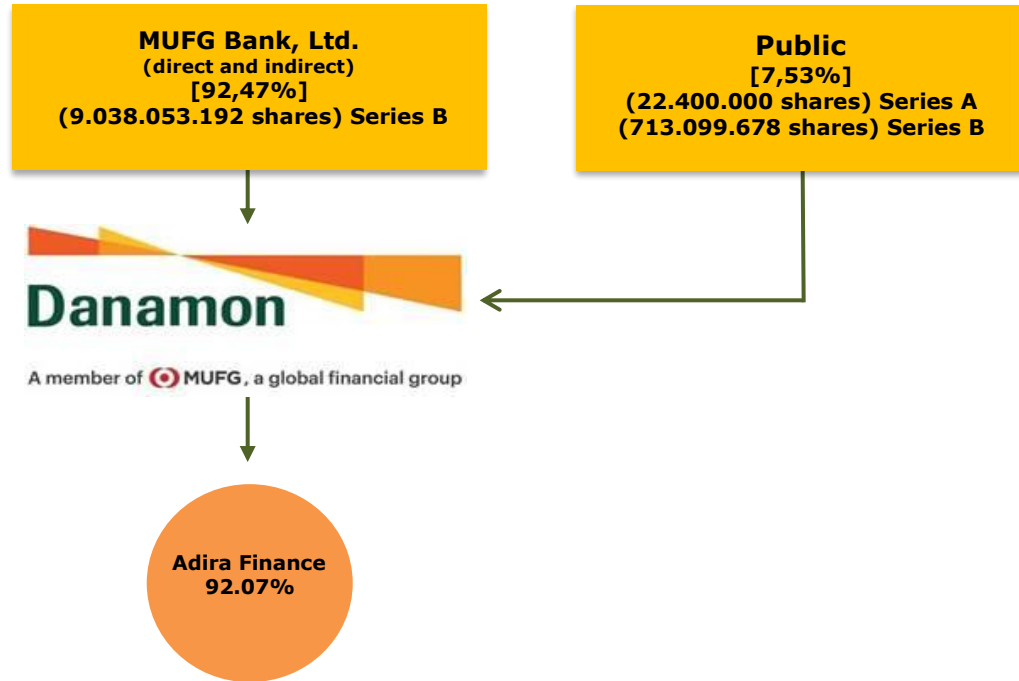 MUFG Bank, Ltd.
(direct and indirect)
[92,47%]
(9.038.053.192 shares) Series B
Public
[7,53%]
(22.400.000 shares) Series A
(713.099.678 shares) Series B
Danamon
A member of MUFG, a global financial group
Adira Finance
92.07%